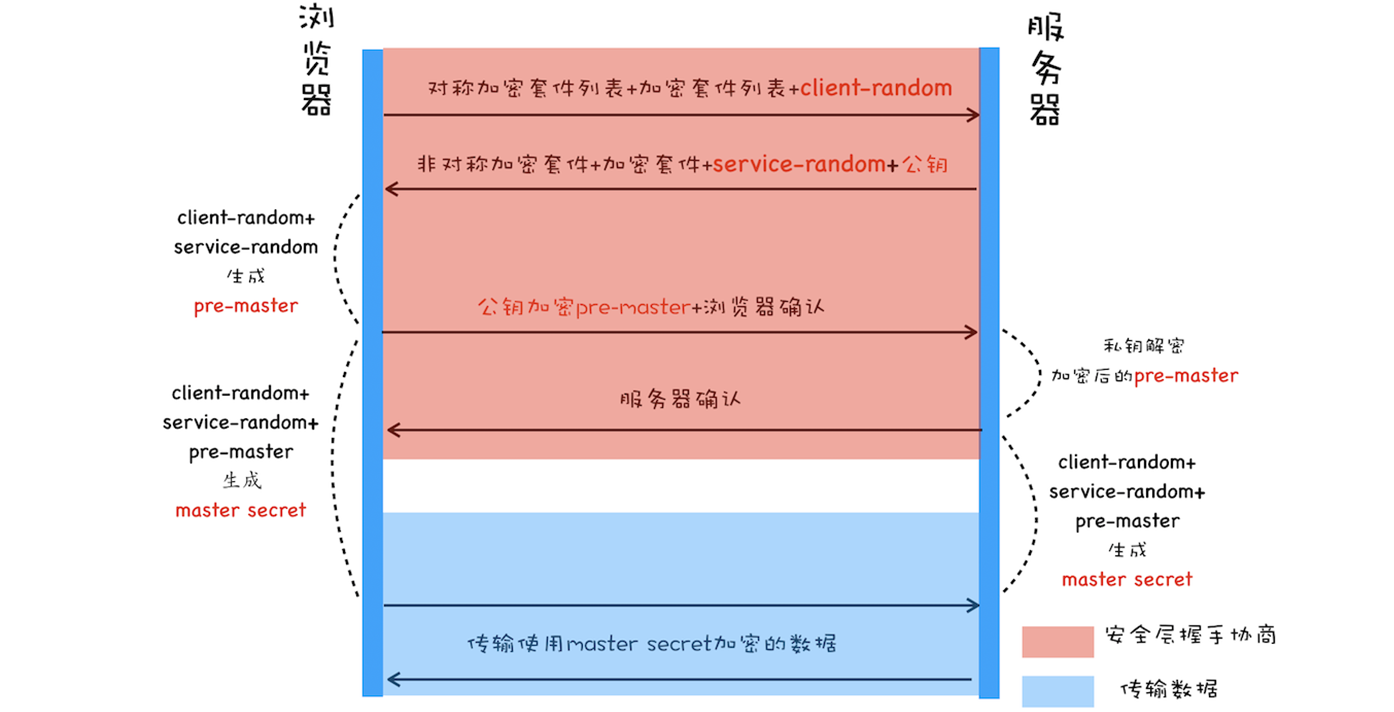 浏览器
服务器
对称加密套件列表+加密套件列表+client-random
非对称加密套件+加密套件+service-random+公钥
client-random+
service-random
生成
pre-master
公钥加密pre-master+浏览器确认
私钥解密
加密后的pre-master
client-random+
service-random+
pre-master
生成
master secret
服务器确认
client-random+
service-random+
pre-master
生成
master secret
传输使用master secret加密的数据
安全层握手协商
传输数据